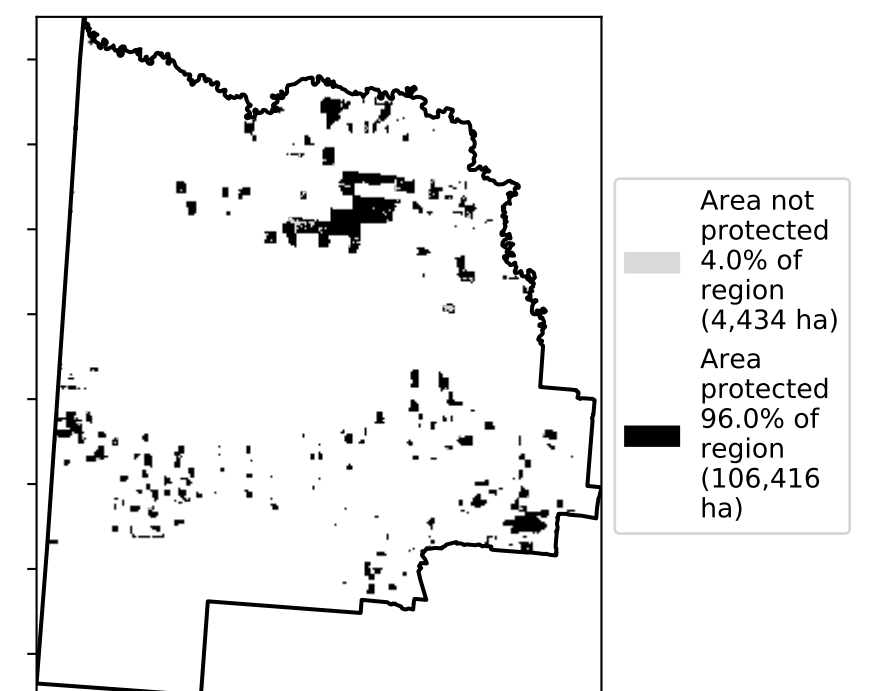 Area not
protected
4.0% of
region
(4,434 ha)
Area
protected
96.0% of
region
(106,416
ha)